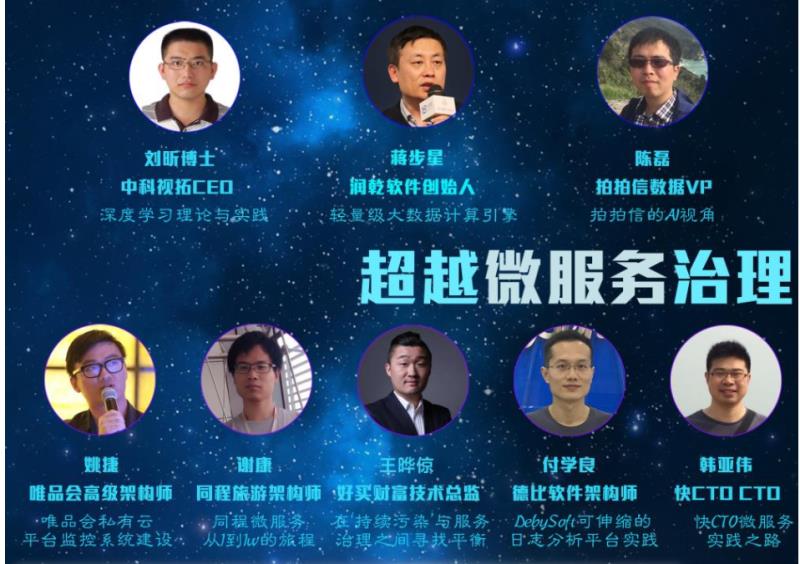 刘昕博士 蒋步星 陈磊
中科视拓CEO 润乾软件创始人 拍拍信数据VP
深度学习理论与实践 轻量级大数据计算引擎 拍拍信的AI视角
超越微服务治理
姚捷 谢康 王晔倞 付学良 韩亚伟
唯品会高级架构师 同程旅游架构师 好买财富技术总监 德比软件架构师 快CTO CTO
唯品会私有云 同程微服务 在'持续污染'与服务 DebySoft可伸缩的 快CTO微服务
平台监控系统建设 从1到1w的旅程 治理之间寻找平衡 日志分析平台实践 实践之路